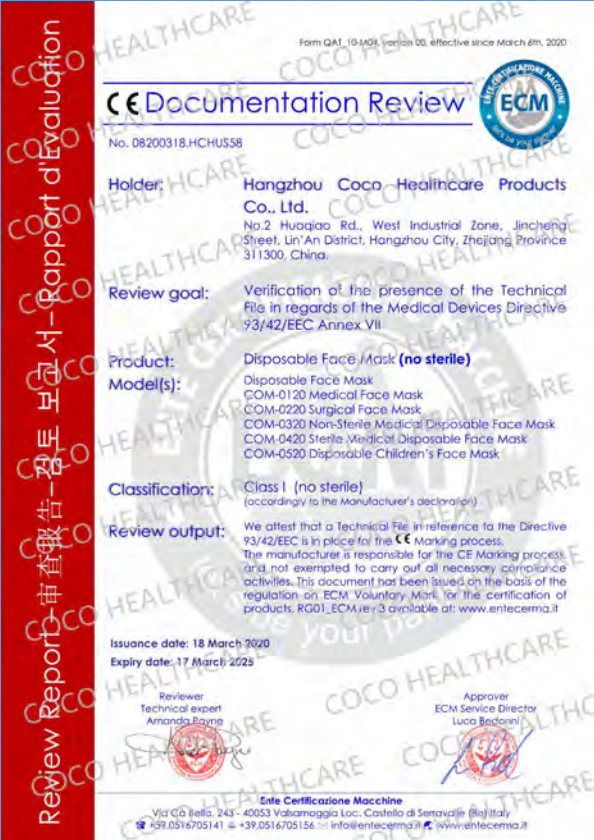 Form QAT_10-M04, version 00, effective since March 6th, 2020
CE Documentation Review
ENTE CERTIFICAZIONE MACCHINE
ECM
let's be your partner
No. 08200318.HCHUS58
Holder: Hangzhou Coco Healthcare Products
Co., Ltd.
No.2 Huaqiao Rd., West Industrial Zone, Jincheng
Street, Lin'An District, Hangzhou City, Zhejiang Province
311300, China.
Review goal: Verification of the presence of the Technical
File in regards of the Medical Devices Directive
93/42/EEC Annex VII
Product: Disposable Face Mask (no sterile)
Model(s): Disposable Face Mask
COM-0120 Medical Face Mask
COM-0220 Surgical Face Mask
COM-0320 Non-Sterile Medical Disposable Face Mask
COM-0420 Sterile Medical Disposable Face Mask
COM-0520 Disposable Children's Face Mask
Classification: Class I (no sterile)
(accordingly to the Manufacturer's declaration)
Review output: We attest that a Technical File in reference to the Directive
93/42/EEC is in place for the CE Marking process.
The manufacturer is responsible for the CE Marking process,
and not exempted to carry out all necessary compliance
activities. This document has been issued on the basis of the
regulation on ECM Voluntary Mark for the certification of
products. RG01_ECM rev 3 available at: www.entecerma.it
Issuance date: 18 March 2020
Expiry date: 17 March 2025
Reviewer
Technical expert
Amanda Payne
Approver
ECM Service Director
Luca Bedonni
Ente Certificazione Macchine
Via Cà Bella, 243 - 40053 Valsamoggia Loc. Castello di Serravalle (Bo) Italy
+39.0516705141 +39.0516705156 info@entecerma.it www.entecerma.it
Review Report–审查报告–검토 보고서–Rapport d'Evaluation
COCO HEALTHCARE